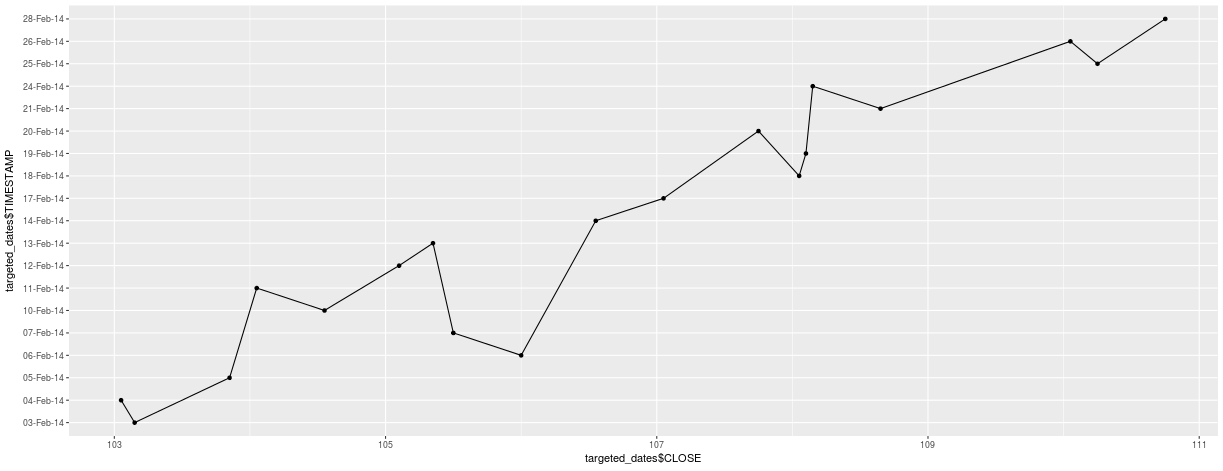 28-Feb-14
26-Feb-14
25-Feb-14
24-Feb-14
21-Feb-14
20-Feb-14
19-Feb-14
18-Feb-14
17-Feb-14
14-Feb-14
13-Feb-14
12-Feb-14
11-Feb-14
10-Feb-14
07-Feb-14
06-Feb-14
05-Feb-14
04-Feb-14
03-Feb-14
targeted_dates$TIMESTAMP
103 105 107 109 111
targeted_dates$CLOSE